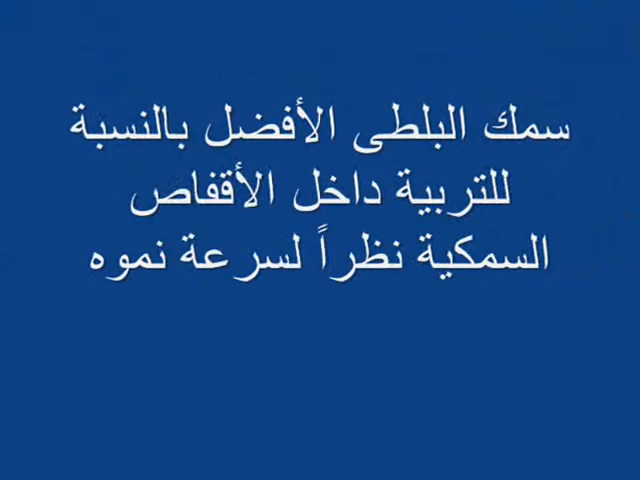 سمك البلطى الأفضل بالنسبة
للتربية داخل الأقفاص
السمكية نظراً لسرعة نموه